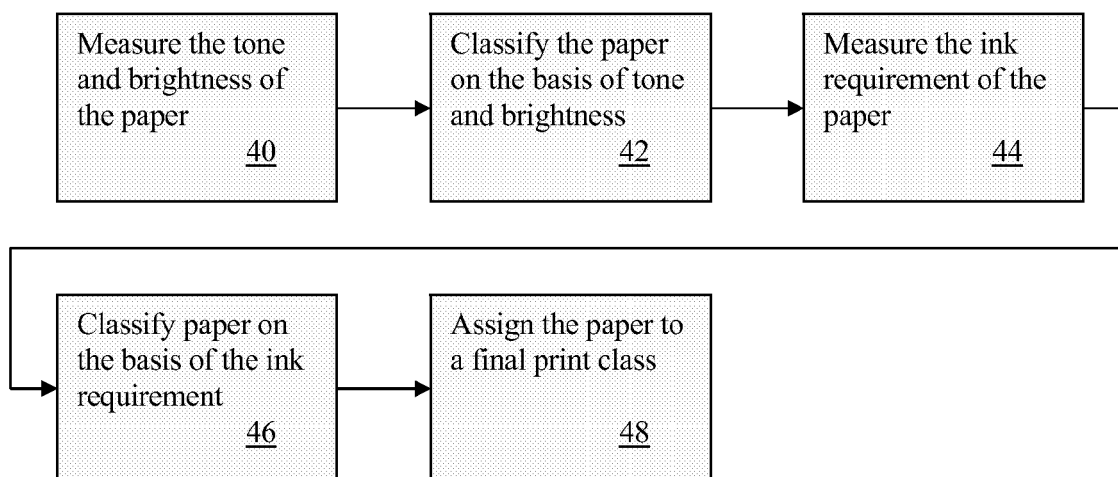 Measure the tone
and brightness of
the paper
40
Classify the paper
on the basis of tone
and brightness
42
Measure the ink
requirement of the
paper
44
Classify paper on
the basis of the ink
requirement
46
Assign the paper to
a final print class
48